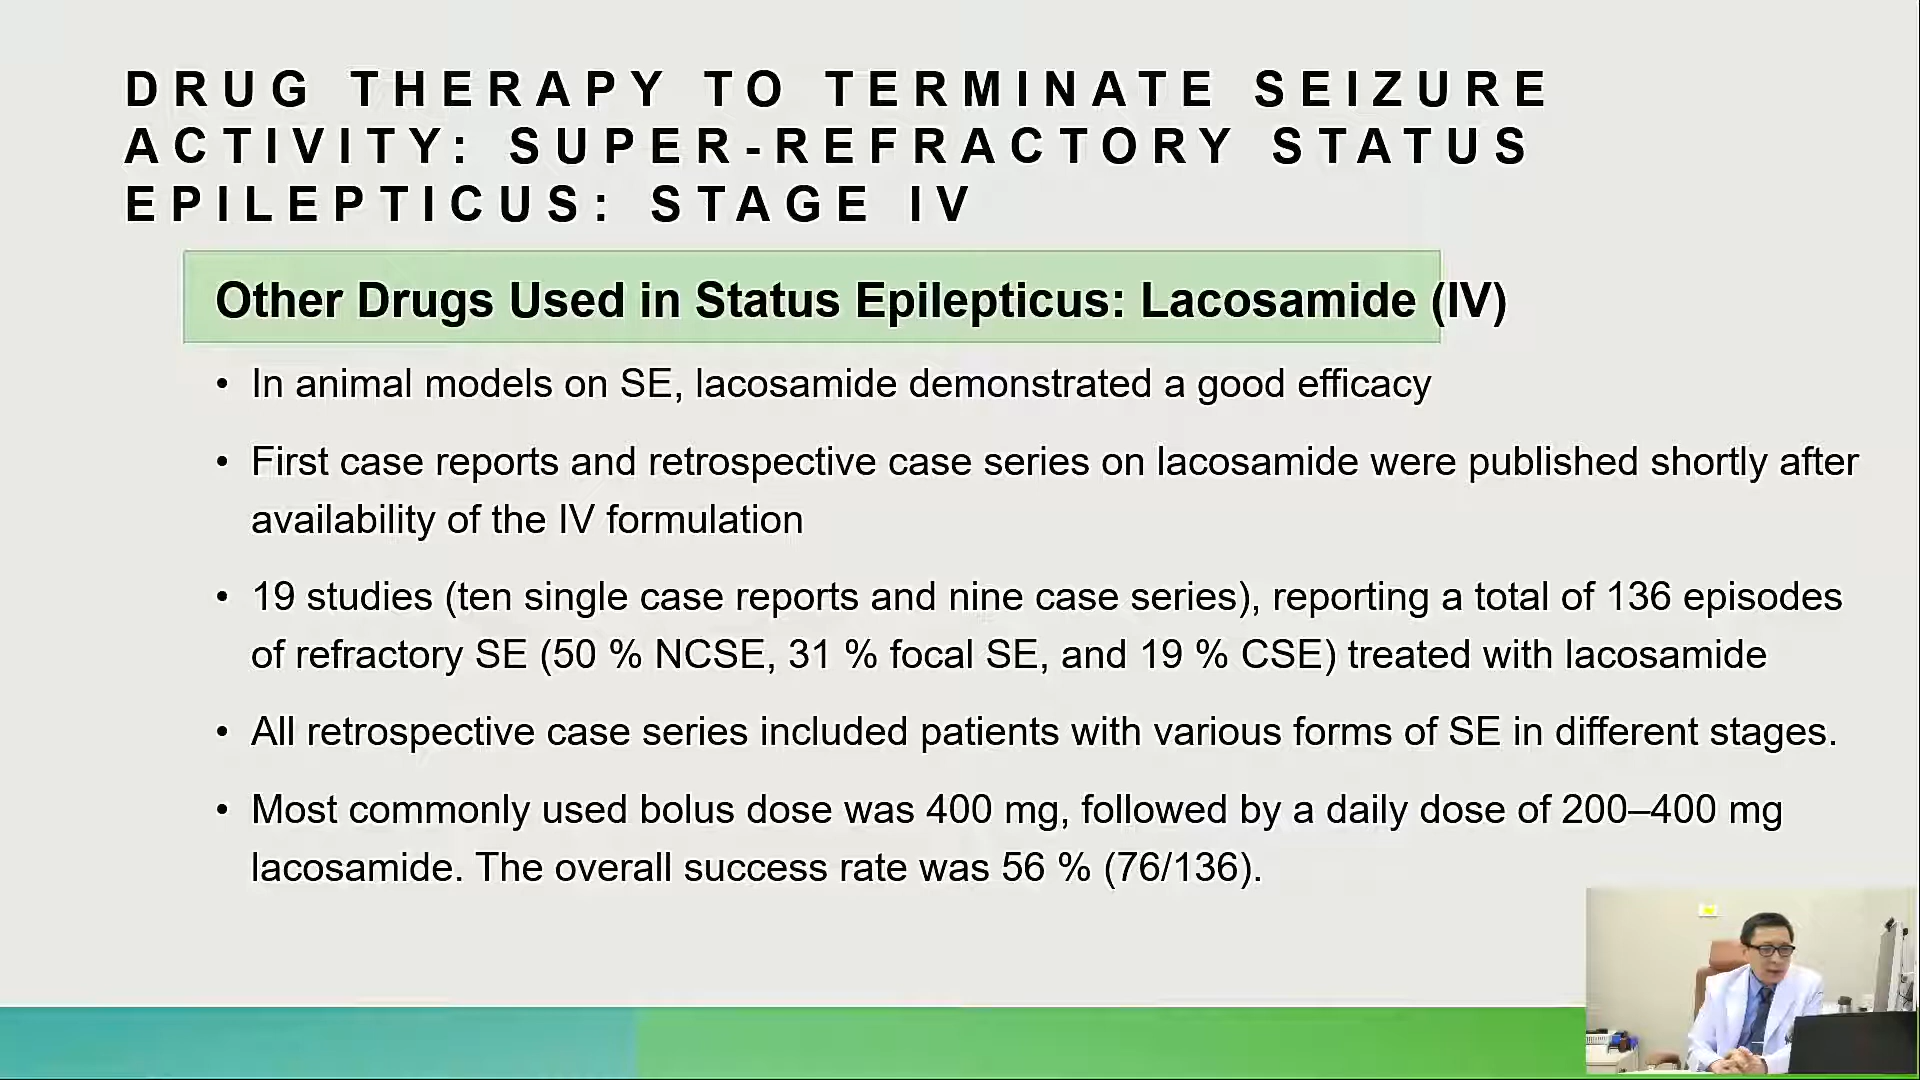 DRUG THERAPY TO TERMINATE SEIZURE
ACTIVITY: SUPER-REFRACTORY STATUS
EPILEPTICUS: STAGE IV
Other Drugs Used in Status Epilepticus: Lacosamide (IV)
• In animal models on SE, lacosamide demonstrated a good efficacy
• First case reports and retrospective case series on lacosamide were published shortly after
availability of the IV formulation
• 19 studies (ten single case reports and nine case series), reporting a total of 136 episodes
of refractory SE (50 % NCSE, 31 % focal SE, and 19 % CSE) treated with lacosamide
• All retrospective case series included patients with various forms of SE in different stages.
• Most commonly used bolus dose was 400 mg, followed by a daily dose of 200–400 mg
lacosamide. The overall success rate was 56 % (76/136).